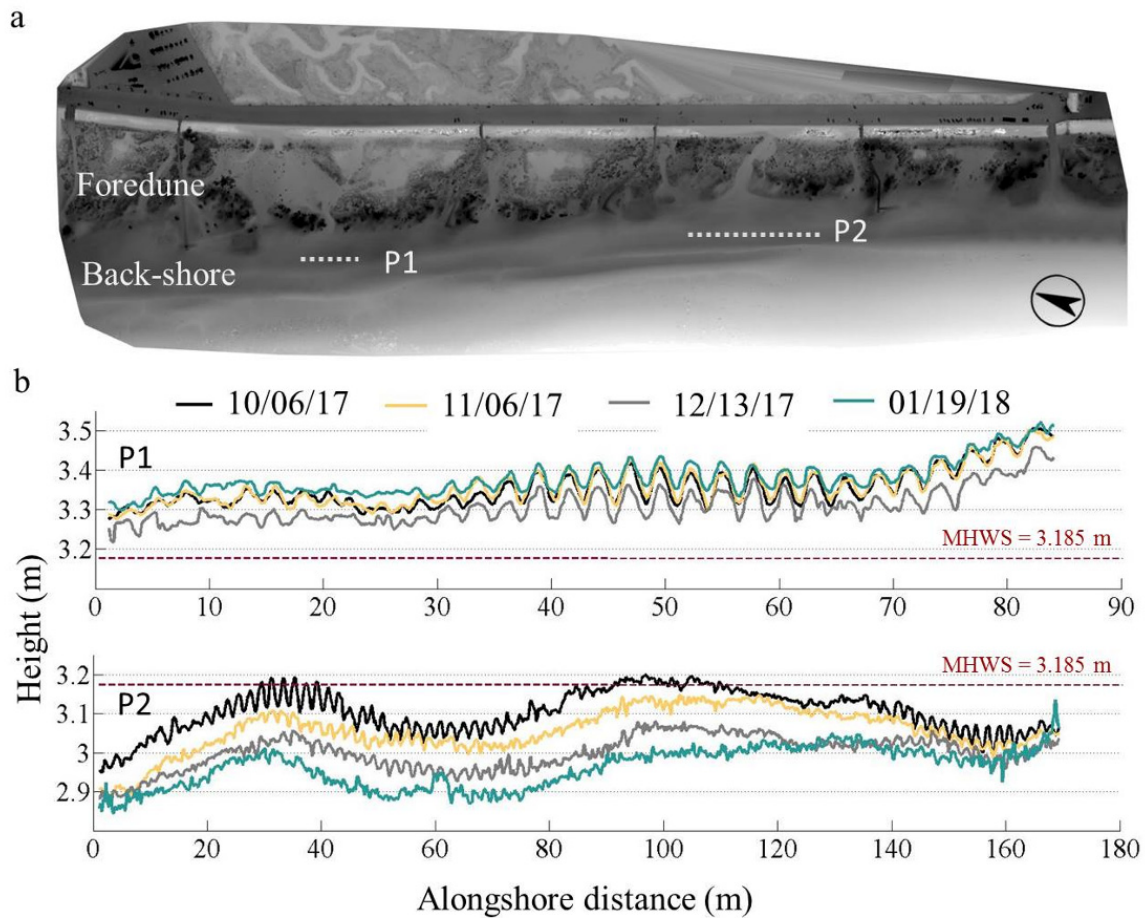 a
Foredune
P2
P1
Back-shore
b
10/06/17 11/06/17 12/13/17 01/19/18
3.5
P1
3.4
3.3
3.2
MHWS = 3.185 m
0 10 20 30 40 50 60 70 80 90
Height (m)
3.2
MHWS = 3.185 m
P2
3.1
3
2.9
0 20 40 60 80 100 120 140 160 180
Alongshore distance (m)